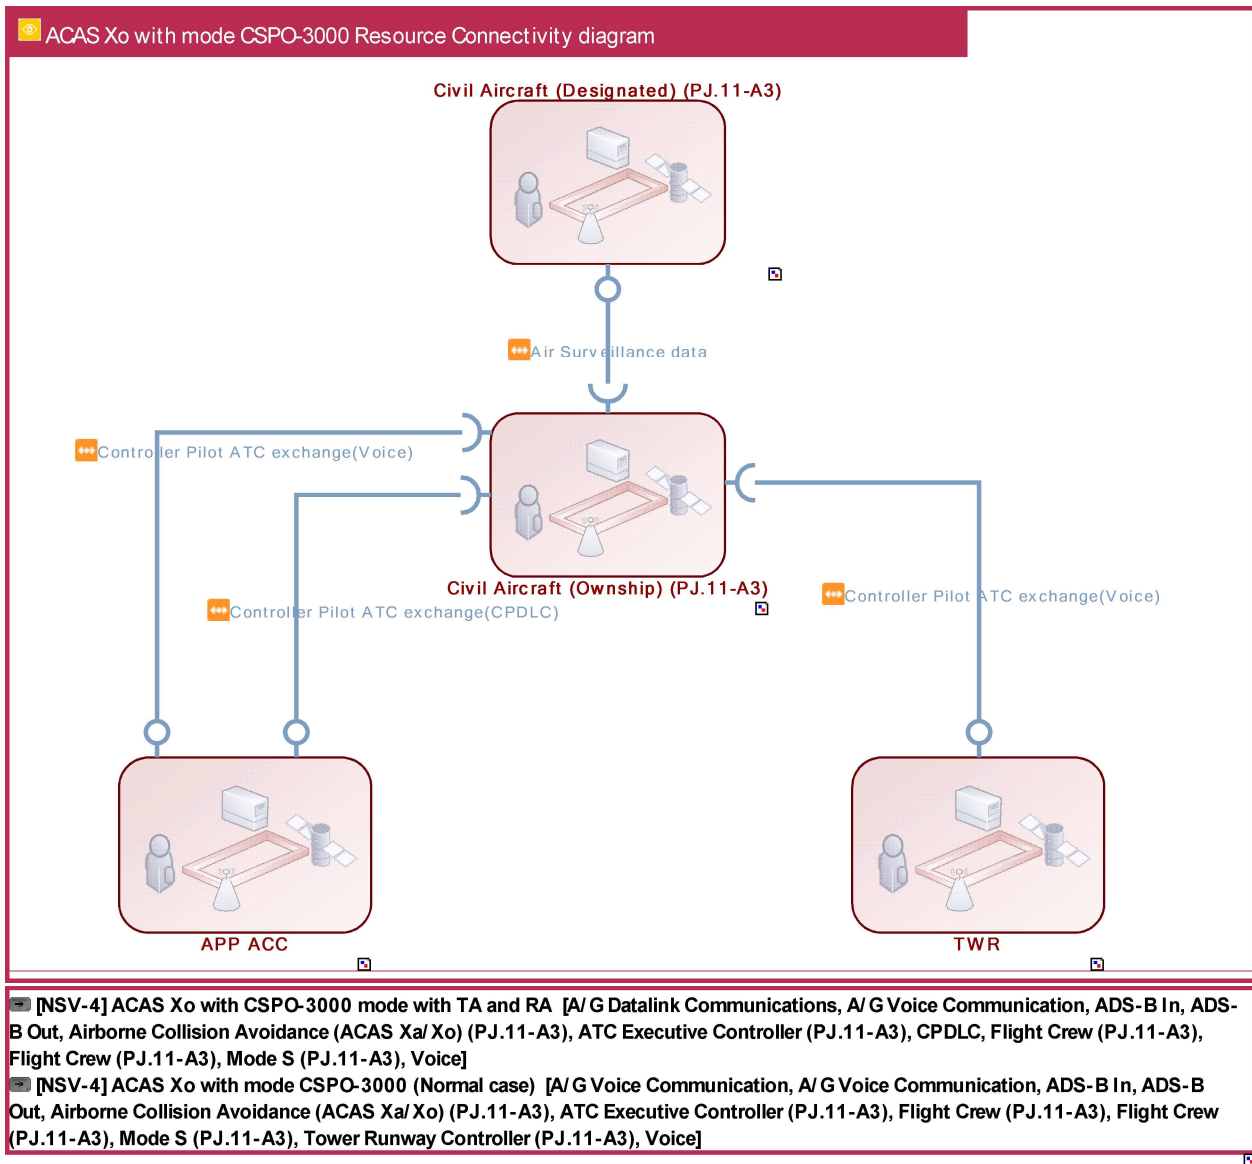 ACAS Xo with mode CSPO-3000 Resource Connectivity diagram
Civil Aircraft (Designated) (PJ.11-A3)
Air Surveillance data
Controller Pilot ATC exchange(Voice)
Civil Aircraft (Ownship) (PJ.11-A3)
Controller Pilot ATC exchange(CPDLC)
Controller Pilot ATC exchange(Voice)
APP ACC
TWR
[NSV-4] ACAS Xo with CSPO-3000 mode with TA and RA [A/G Datalink Communications, A/G Voice Communication, ADS-B In, ADS-
B Out, Airborne Collision Avoidance (ACAS Xa/Xo) (PJ.11-A3), ATC Executive Controller (PJ.11-A3), CPDLC, Flight Crew (PJ.11-A3),
Flight Crew (PJ.11-A3), Mode S (PJ.11-A3), Voice]
[NSV-4] ACAS Xo with mode CSPO-3000 (Normal case) [A/G Voice Communication, A/G Voice Communication, ADS-B In, ADS-B
Out, Airborne Collision Avoidance (ACAS Xa/Xo) (PJ.11-A3), ATC Executive Controller (PJ.11-A3), Flight Crew (PJ.11-A3), Flight Crew
(PJ.11-A3), Mode S (PJ.11-A3), Tower Runway Controller (PJ.11-A3), Voice]